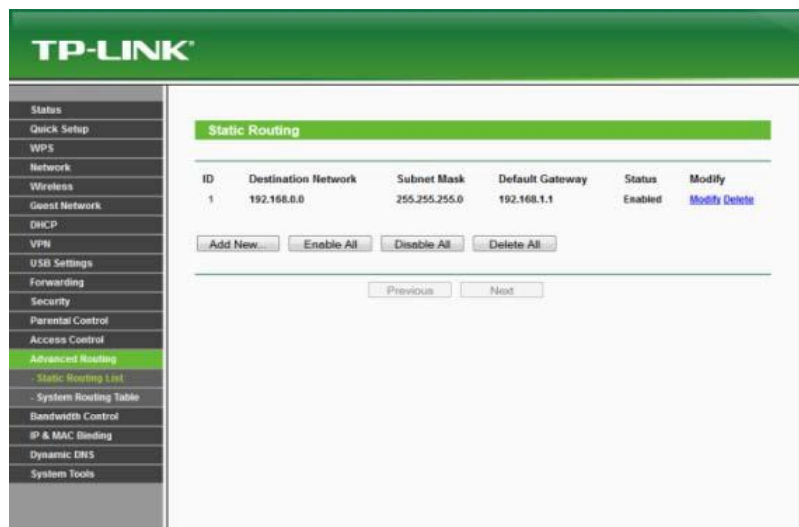 TP-LINK
Status
Quick Setup
WPS
Network
Wireless
Guest Network
DHCP
VPN
USB Settings
Forwarding
Security
Parental Control
Access Control
Advanced Routing
- Static Routing List
- System Routing Table
Bandwidth Control
IP & MAC Binding
Dynamic DNS
System Tools
Static Routing
ID Destination Network Subnet Mask Default Gateway Status Modify
1 192.168.0.0 255.255.255.0 192.168.1.1 Enabled Modify Delete
Add New... Enable All Disable All Delete All
Previous Next